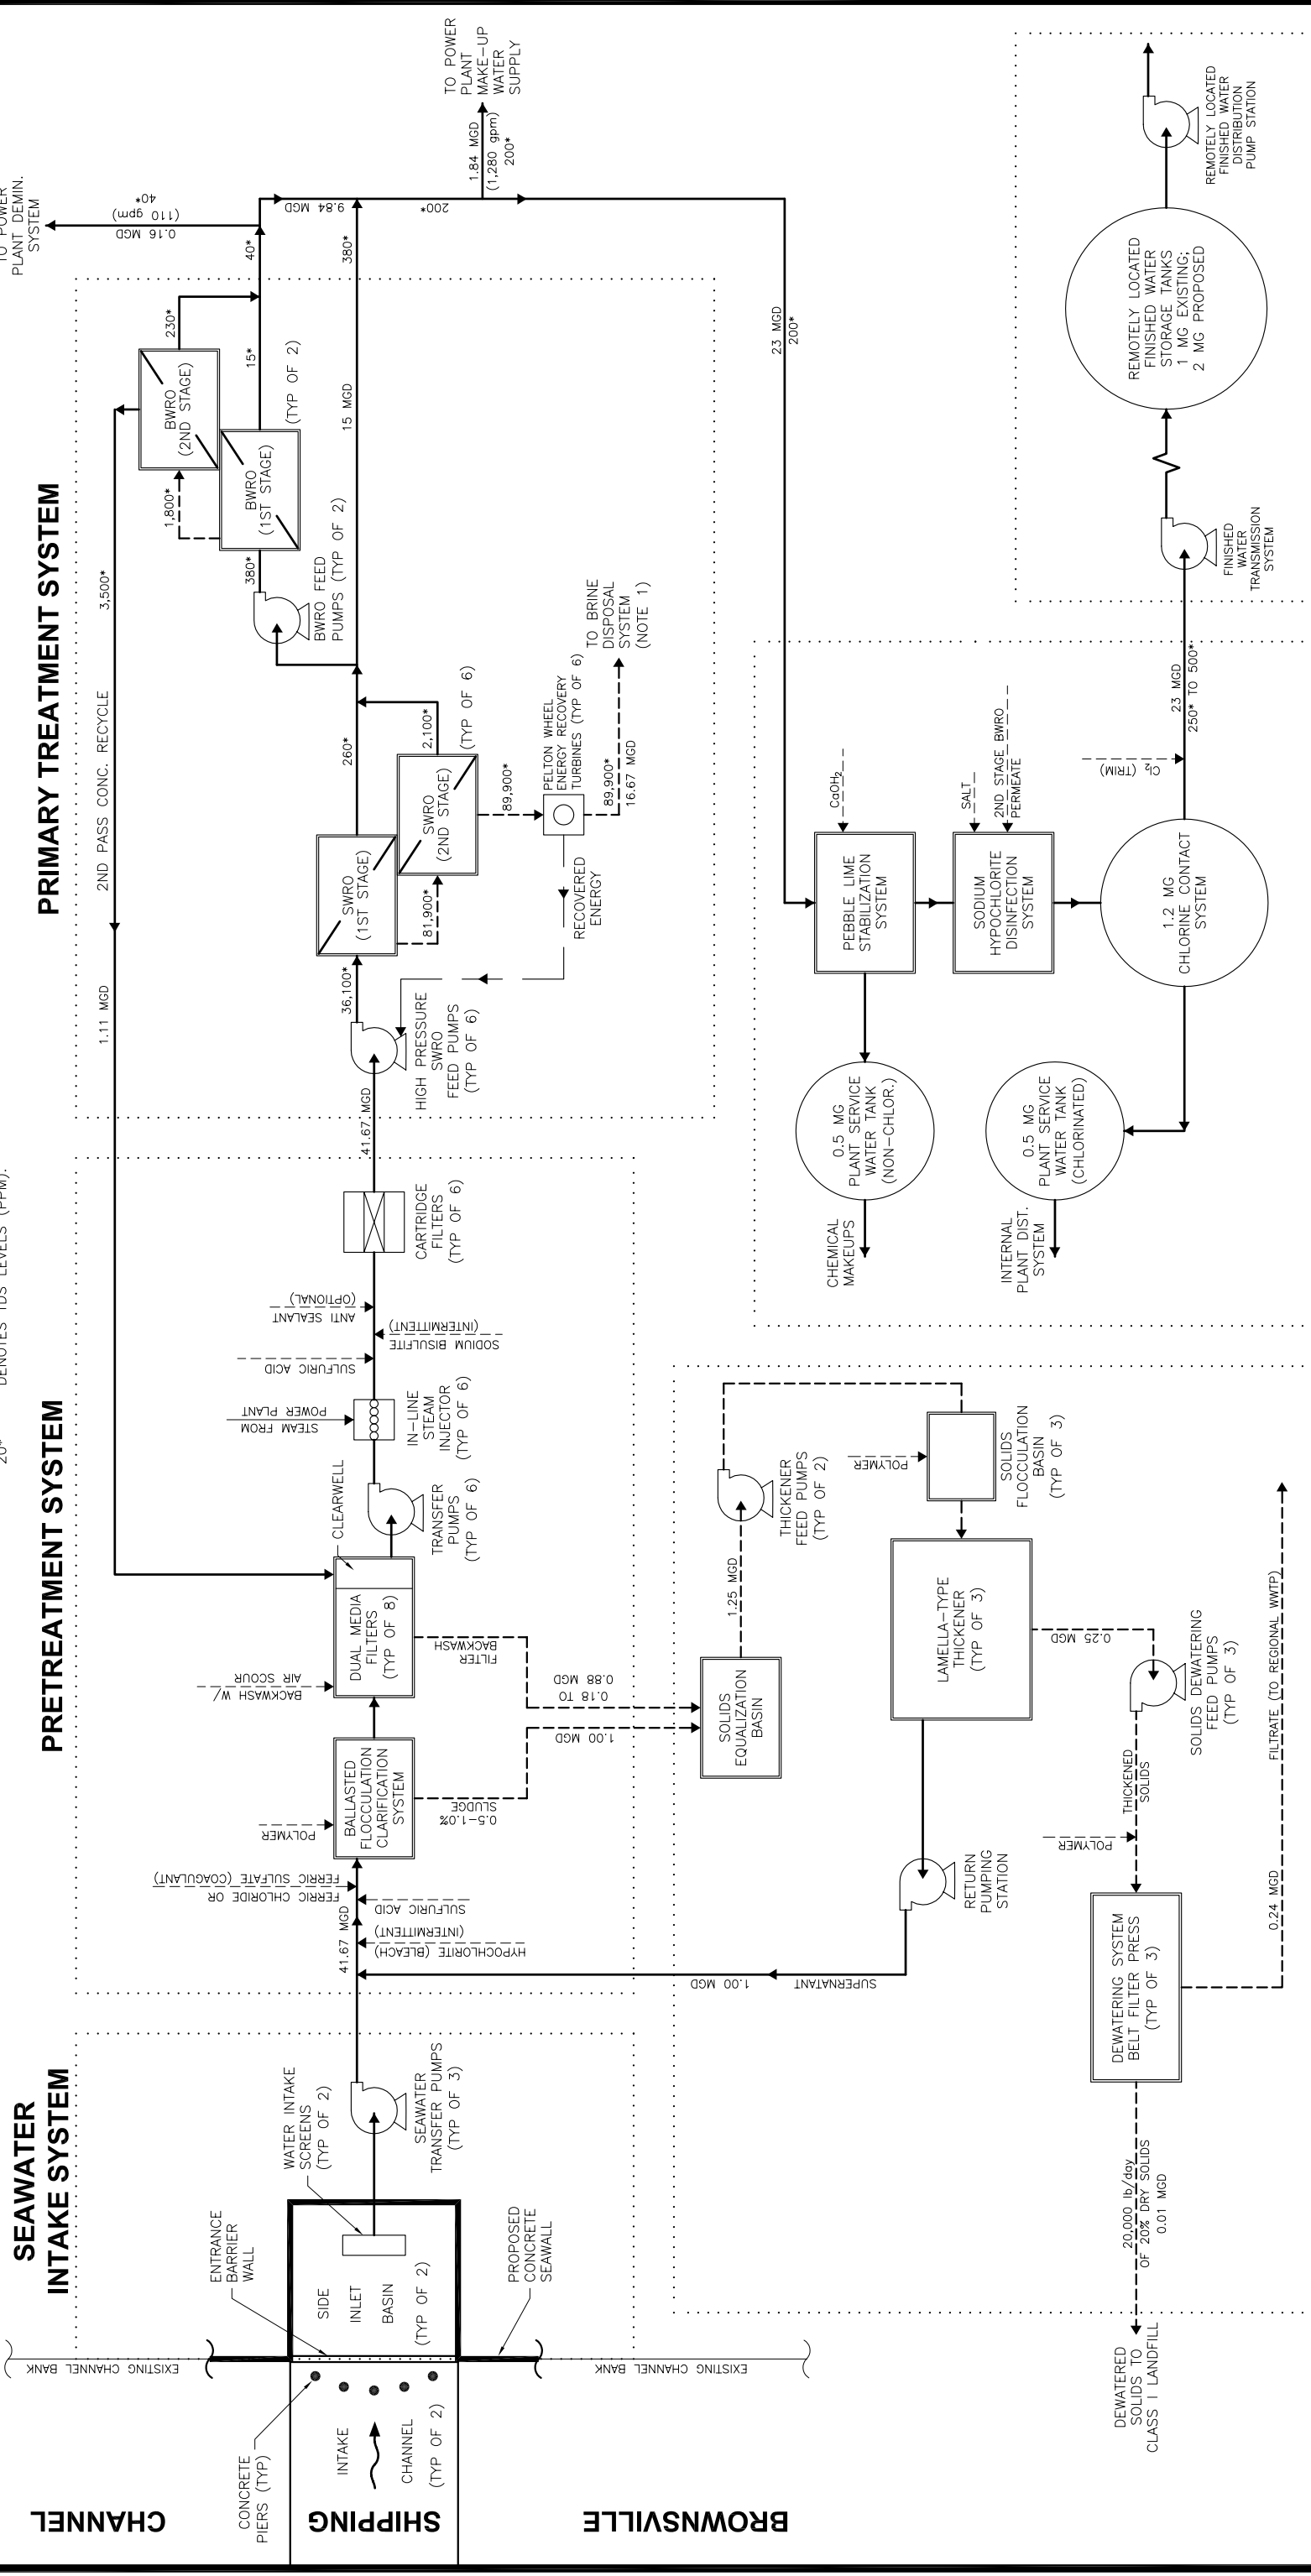 SEAWATER
INTAKE SYSTEM
PRETREATMENT SYSTEM
PRIMARY TREATMENT SYSTEM
20*
DENOTES TDS LEVELS (PPM).
BROWNSVILLE
SHIPPING
CHANNEL
EXISTING CHANNEL BANK
EXISTING CHANNEL BANK
CONCRETE
PIERS (TYP)
INTAKE
CHANNEL
(TYP OF 2)
ENTRANCE
BARRIER
WALL
SIDE
INLET
BASIN
(TYP OF 2)
PROPOSED
CONCRETE
SEAWALL
WATER INTAKE
SCREENS
(TYP OF 2)
SEAWATER
TRANSFER PUMPS
(TYP OF 3)
41.67 MGD
HYPOCHLORITE (BLEACH)
(INTERMITTENT)
SULFURIC ACID
FERRIC CHLORIDE OR
FERRIC SULFATE (COAGULANT)
POLYMER
BALLASTED
FLOCCULATION
CLARIFICATION
SYSTEM
0.5-1.0%
SLUDGE
1.00 MGD
BACKWASH W/
AIR SCOUR
DUAL MEDIA
FILTERS
(TYP OF 8)
CLEARWELL
FILTER
BACKWASH
0.18 TO
0.88 MGD
TRANSFER
PUMPS
(TYP OF 6)
STEAM FROM
POWER PLANT
IN-LINE
STEAM
INJECTOR
(TYP OF 6)
SULFURIC ACID
SODIUM BISULFITE
(INTERMITTENT)
ANTI SEALANT
(OPTIONAL)
CARTRIDGE
FILTERS
(TYP OF 6)
41.67 MGD
1.11 MGD
2ND PASS CONC. RECYCLE
3,500*
HIGH PRESSURE
SWRO
FEED PUMPS
(TYP OF 6)
36,100*
SWRO
(1ST STAGE)
81,900*
SWRO
(2ND STAGE)
(TYP OF 6)
260*
2,100*
89,900*
PELTON WHEEL
ENERGY RECOVERY
TURBINES (TYP OF 6)
RECOVERED
ENERGY
89,900*
16.67 MGD
TO BRINE
DISPOSAL
SYSTEM
(NOTE 1)
BWRO FEED
PUMPS (TYP OF 2)
380*
BWRO
(1ST STAGE)
1,800*
BWRO
(2ND STAGE)
(TYP OF 2)
230*
15*
40*
15 MGD
380*
TO POWER
PLANT DEMIN.
SYSTEM
0.16 MGD
(110 gpm)
40*
9.84 MGD
200*
1.84 MGD
(1,280 gpm)
200*
TO POWER
PLANT
MAKE-UP
WATER
SUPPLY
23 MGD
200*
SOLIDS
EQUALIZATION
BASIN
1.25 MGD
THICKENER
FEED PUMPS
(TYP OF 2)
POLYMER
SOLIDS
FLOCCULATION
BASIN
(TYP OF 3)
LAMELLA-TYPE
THICKENER
(TYP OF 3)
0.25 MGD
SOLIDS DEWATERING
FEED PUMPS
(TYP OF 3)
THICKENED
SOLIDS
POLYMER
RETURN
PUMPING
STATION
SUPERNATANT
1.00 MGD
DEWATERING SYSTEM
BELT FILTER PRESS
(TYP OF 3)
0.24 MGD
FILTRATE (TO REGIONAL WWTP)
20,000 lb/day
OF 20% DRY SOLIDS
0.01 MGD
DEWATERED
SOLIDS TO
CLASS I LANDFILL
CaOH2
PEBBLE LIME
STABILIZATION
SYSTEM
0.5 MG
PLANT SERVICE
WATER TANK
(NON-CHLOR.)
CHEMICAL
MAKEUPS
SALT
2ND STAGE BWRO
PERMEATE
SODIUM
HYPOCHLORITE
DISINFECTION
SYSTEM
1.2 MG
CHLORINE CONTACT
SYSTEM
0.5 MG
PLANT SERVICE
WATER TANK
(CHLORINATED)
INTERNAL
PLANT DIST.
SYSTEM
Cl2 (TRIM)
23 MGD
250* TO 500*
FINISHED
WATER
TRANSMISSION
SYSTEM
REMOTELY LOCATED
FINISHED WATER
STORAGE TANKS
1 MG EXISTING;
2 MG PROPOSED
REMOTELY LOCATED
FINISHED WATER
DISTRIBUTION
PUMP STATION